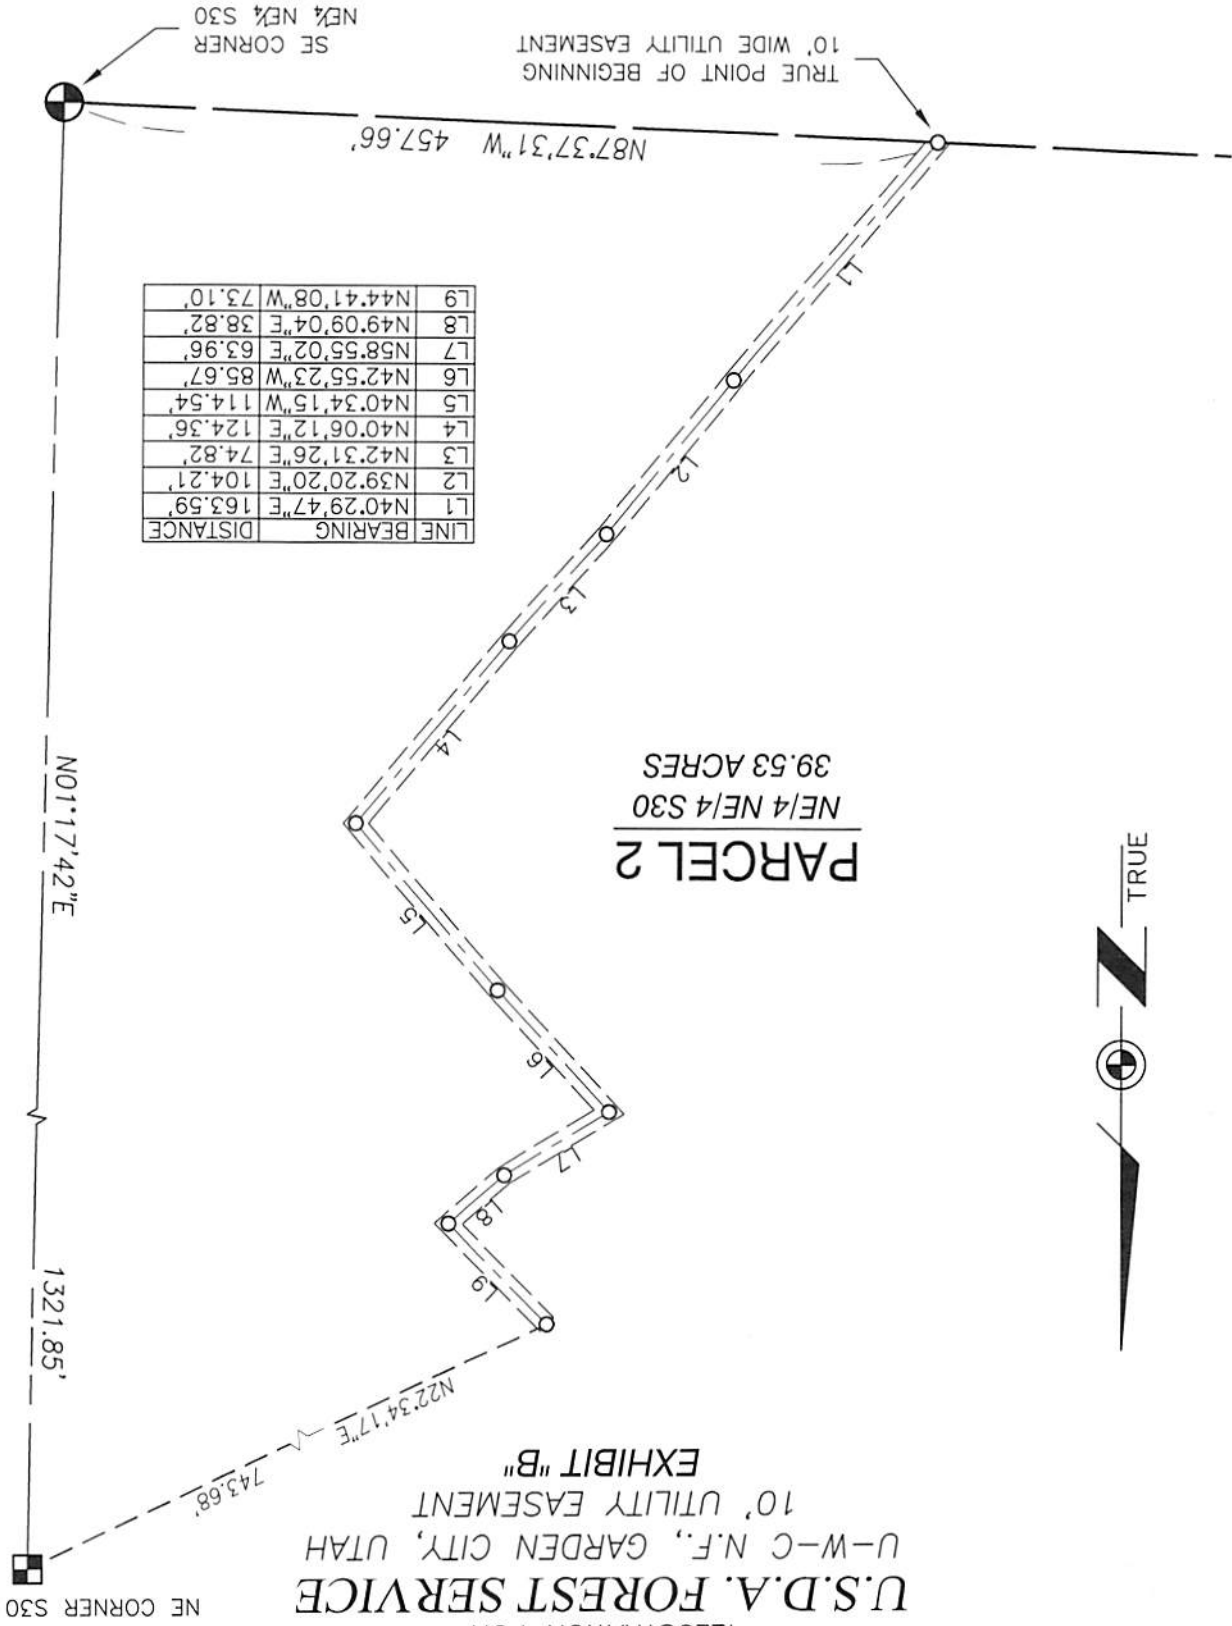 U.S.D.A. FOREST SERVICE
U-W-C N.F., GARDEN CITY, UTAH
10' UTILITY EASEMENT
EXHIBIT "B"
NE CORNER S30
743.68'
N22°34'17"E
1321.85'
N01°17'42"E
TRUE
PARCEL 2
NE/4 NE/4 S30
39.53 ACRES
L9
L8
L7
L6
L5
L4
L3
L2
L1
LINE BEARING DISTANCE
L1 N40°29'47"E 163.59'
L2 N39°20'20"E 104.21'
L3 N42°31'26"E 74.82'
L4 N40°06'12"E 124.36'
L5 N40°34'15"W 114.54'
L6 N42°55'23"W 85.67'
L7 N58°55'02"E 63.96'
L8 N49°09'04"E 38.82'
L9 N44°41'08"W 73.10'
N87°37'31"W 457.66'
TRUE POINT OF BEGINNING
10' WIDE UTILITY EASEMENT
SE CORNER
NE¼ NE¼ S30